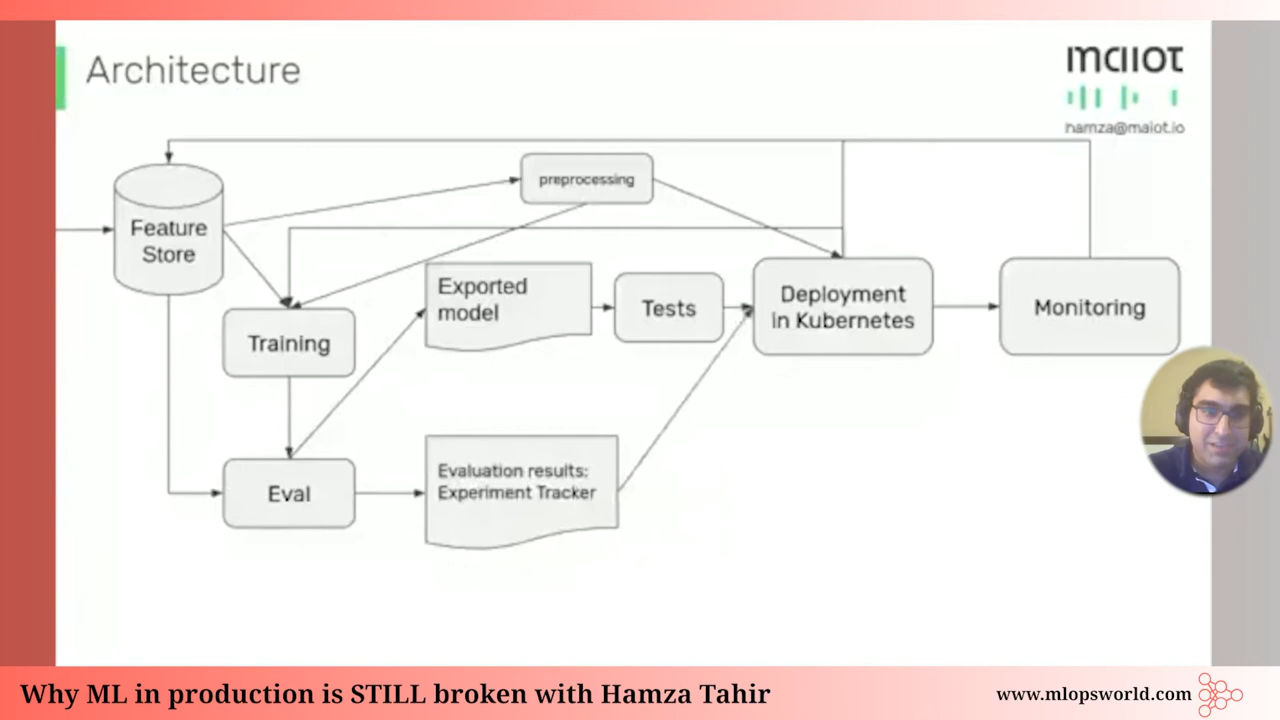 Architecture
maiot
hamza@maiot.io
preprocessing
Feature
Store
Exported
model
Tests
Deployment
in Kubernetes
Monitoring
Training
Evaluation results:
Experiment Tracker
Eval
Why ML in production is STILL broken with Hamza Tahir
www.mlopsworld.com